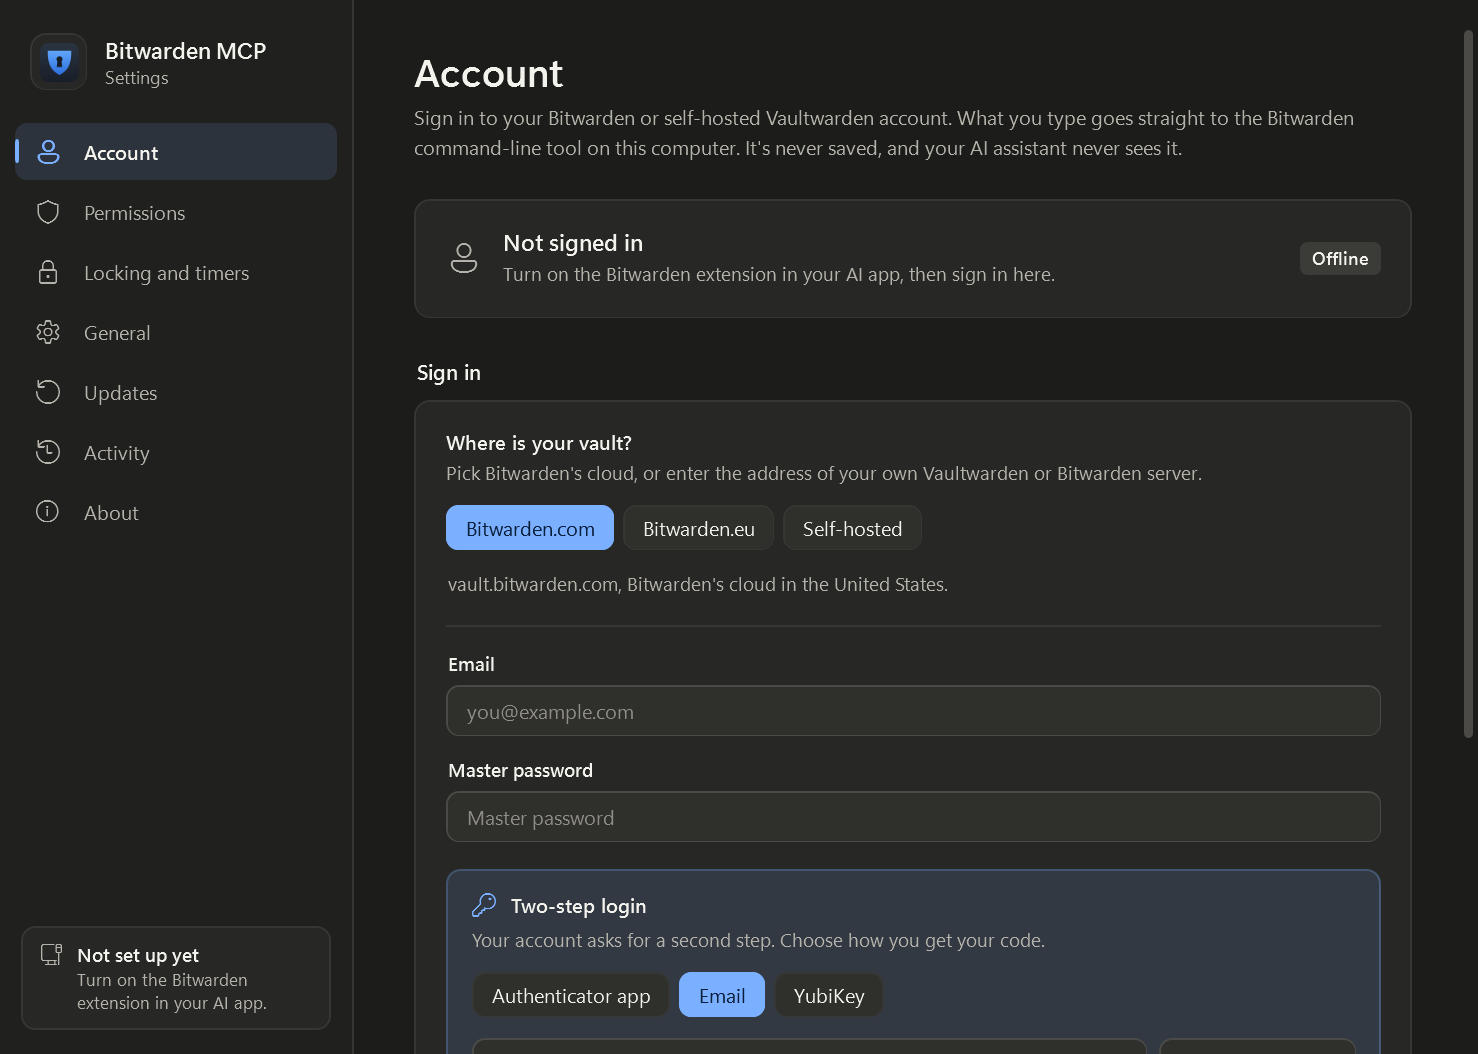 Bitwarden MCP
Settings
Account
Permissions
Locking and timers
General
Updates
Activity
About
Not set up yet
Turn on the Bitwarden
extension in your AI app.
Account
Sign in to your Bitwarden or self-hosted Vaultwarden account. What you type goes straight to the Bitwarden
command-line tool on this computer. It's never saved, and your AI assistant never sees it.
Not signed in
Turn on the Bitwarden extension in your AI app, then sign in here.
Offline
Sign in
Where is your vault?
Pick Bitwarden's cloud, or enter the address of your own Vaultwarden or Bitwarden server.
Bitwarden.com
Bitwarden.eu
Self-hosted
vault.bitwarden.com, Bitwarden's cloud in the United States.
Email
you@example.com
Master password
Master password
Two-step login
Your account asks for a second step. Choose how you get your code.
Authenticator app
Email
YubiKey